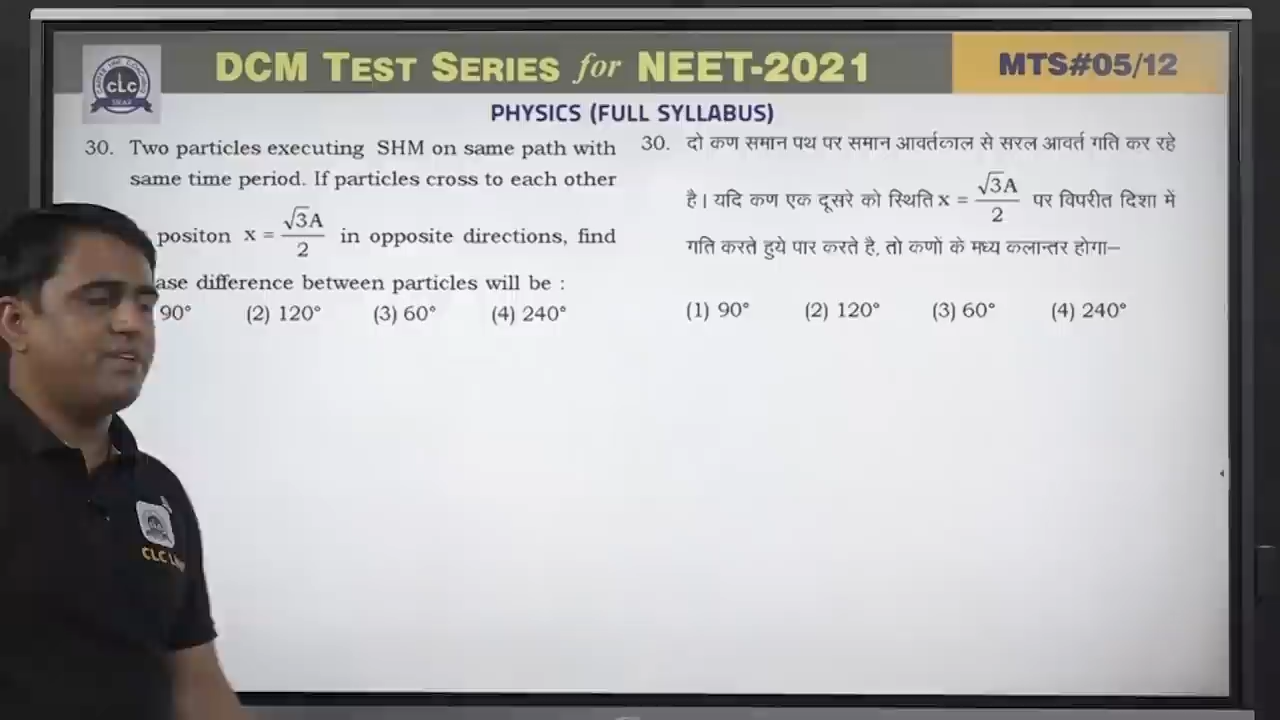 DCM TEST SERIES for NEET-2021
MTS#05/12
CLC
SIKAR
PHYSICS (FULL SYLLABUS)
30. Two particles executing SHM on same path with
same time period. If particles cross to each other
positon x = √3A/2 in opposite directions, find
ase difference between particles will be :
90° (2) 120° (3) 60° (4) 240°
30. दो कण समान पथ पर समान आवर्तकाल से सरल आवर्त गति कर रहे
है। यदि कण एक दूसरे को स्थिति x = √3A/2 पर विपरीत दिशा में
गति करते हुये पार करते है, तो कणों के मध्य कलान्तर होगा–
(1) 90° (2) 120° (3) 60° (4) 240°
CLC